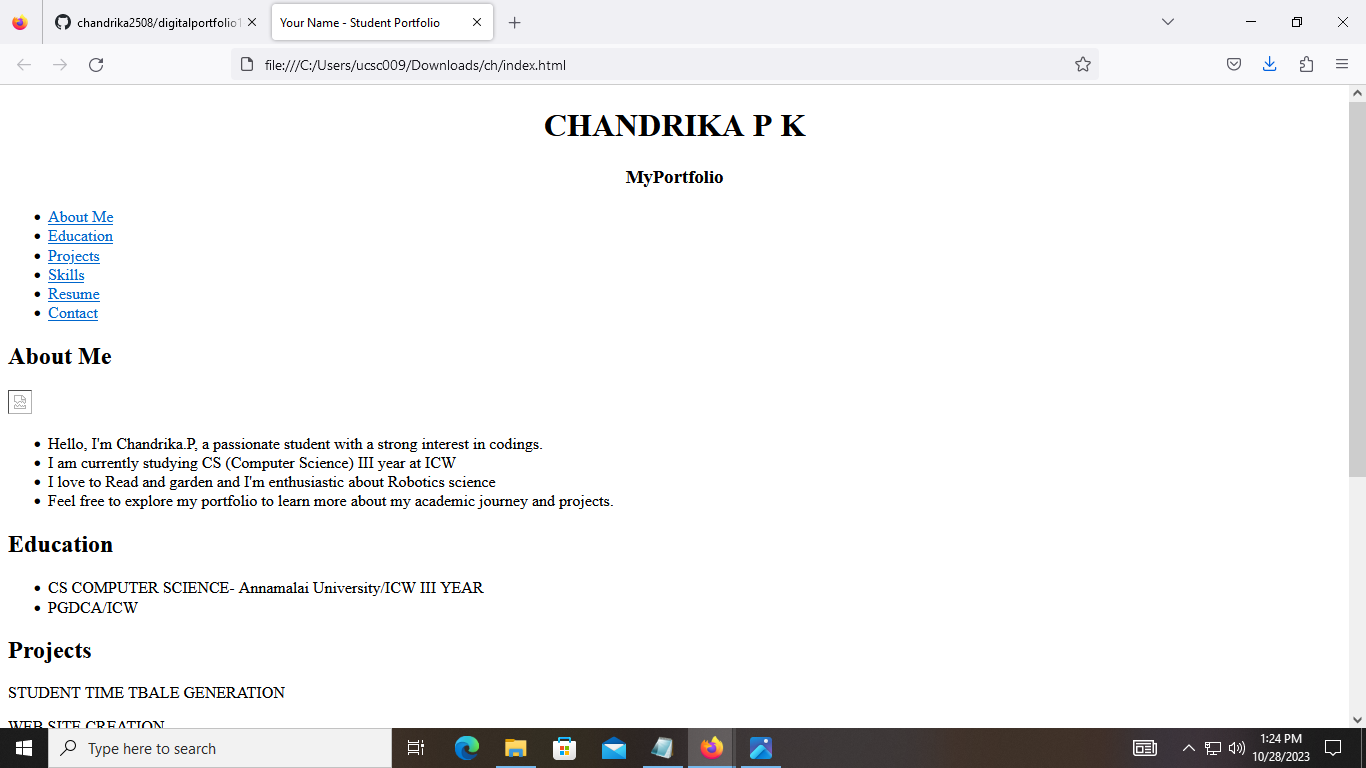 chandrika2508/digitalportfolio1
Your Name - Student Portfolio
file:///C:/Users/ucsc009/Downloads/ch/index.html
CHANDRIKA P K
MyPortfolio
About Me
Education
Projects
Skills
Resume
Contact
About Me
Hello, I'm Chandrika.P, a passionate student with a strong interest in codings.
I am currently studying CS (Computer Science) III year at ICW
I love to Read and garden and I'm enthusiastic about Robotics science
Feel free to explore my portfolio to learn more about my academic journey and projects.
Education
CS COMPUTER SCIENCE- Annamalai University/ICW III YEAR
PGDCA/ICW
Projects
STUDENT TIME TBALE GENERATION
WEB SITE CREATION
Type here to search
1:24 PM
10/28/2023